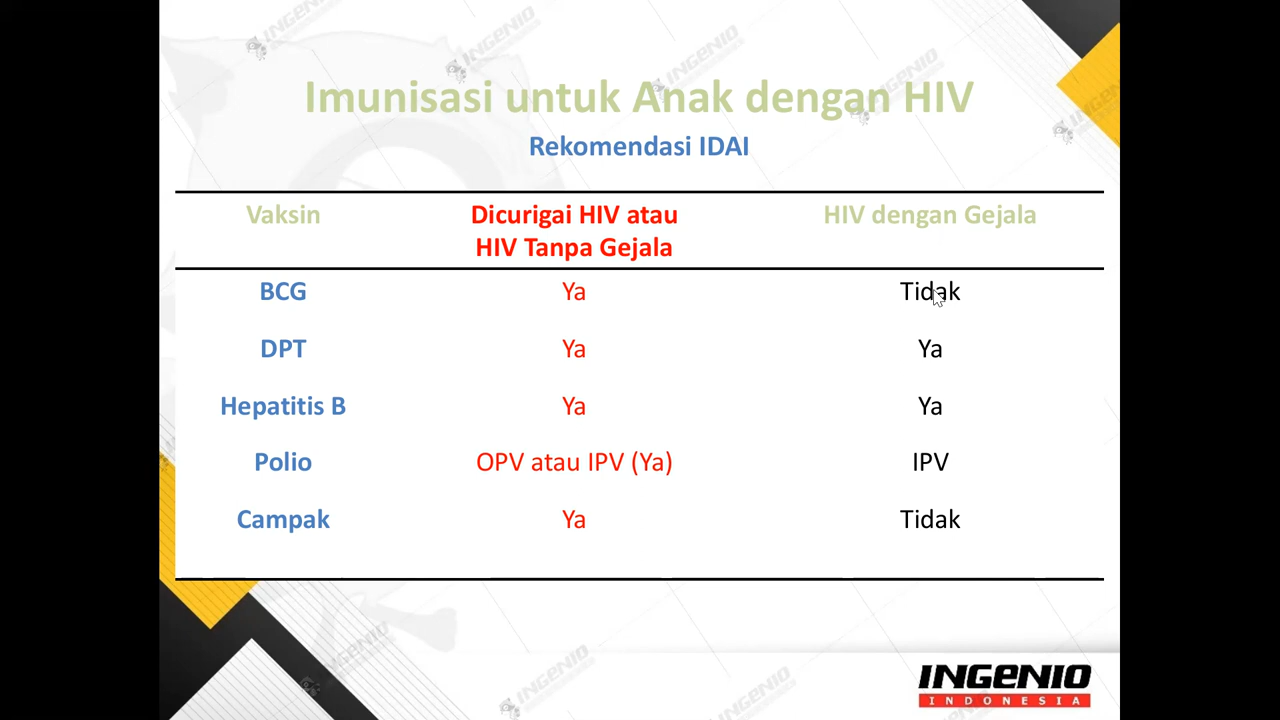 Imunisasi untuk Anak dengan HIV
Rekomendasi IDAI
Vaksin Dicurigai HIV atau HIV dengan Gejala
HIV Tanpa Gejala
BCG Ya Tidak
DPT Ya Ya
Hepatitis B Ya Ya
Polio OPV atau IPV (Ya) IPV
Campak Ya Tidak
INGENIO
INDONESIA